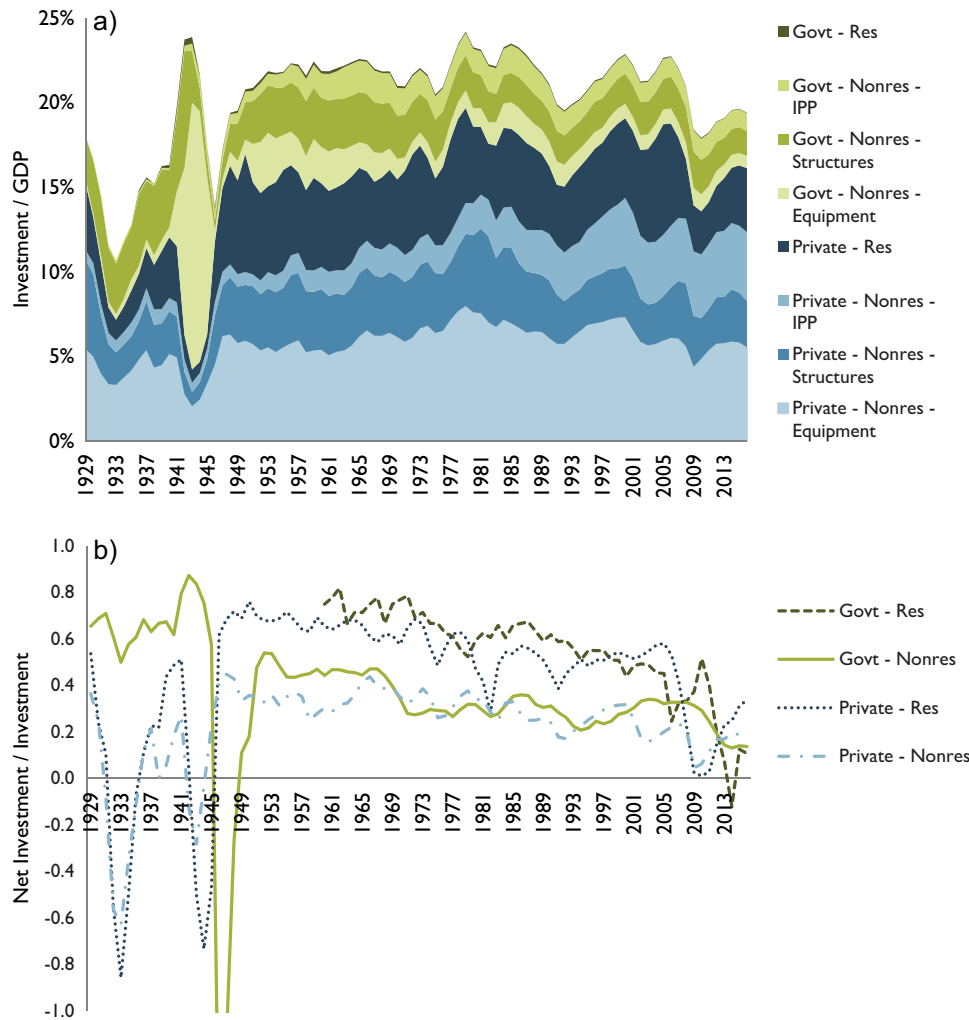 a)
Investment / GDP
25%
20%
15%
10%
5%
0%
1929
1933
1937
1941
1945
1949
1953
1957
1961
1965
1969
1973
1977
1981
1985
1989
1993
1997
2001
2005
2009
2013
Govt - Res
Govt - Nonres -
IPP
Govt - Nonres -
Structures
Govt - Nonres -
Equipment
Private - Res
Private - Nonres -
IPP
Private - Nonres -
Structures
Private - Nonres -
Equipment
b)
Net Investment / Investment
1.0
0.8
0.6
0.4
0.2
0.0
-0.2
-0.4
-0.6
-0.8
-1.0
1929
1933
1937
1941
1945
1949
1953
1957
1961
1965
1969
1973
1977
1981
1985
1989
1993
1997
2001
2005
2009
2013
Govt - Res
Govt - Nonres
Private - Res
Private - Nonres